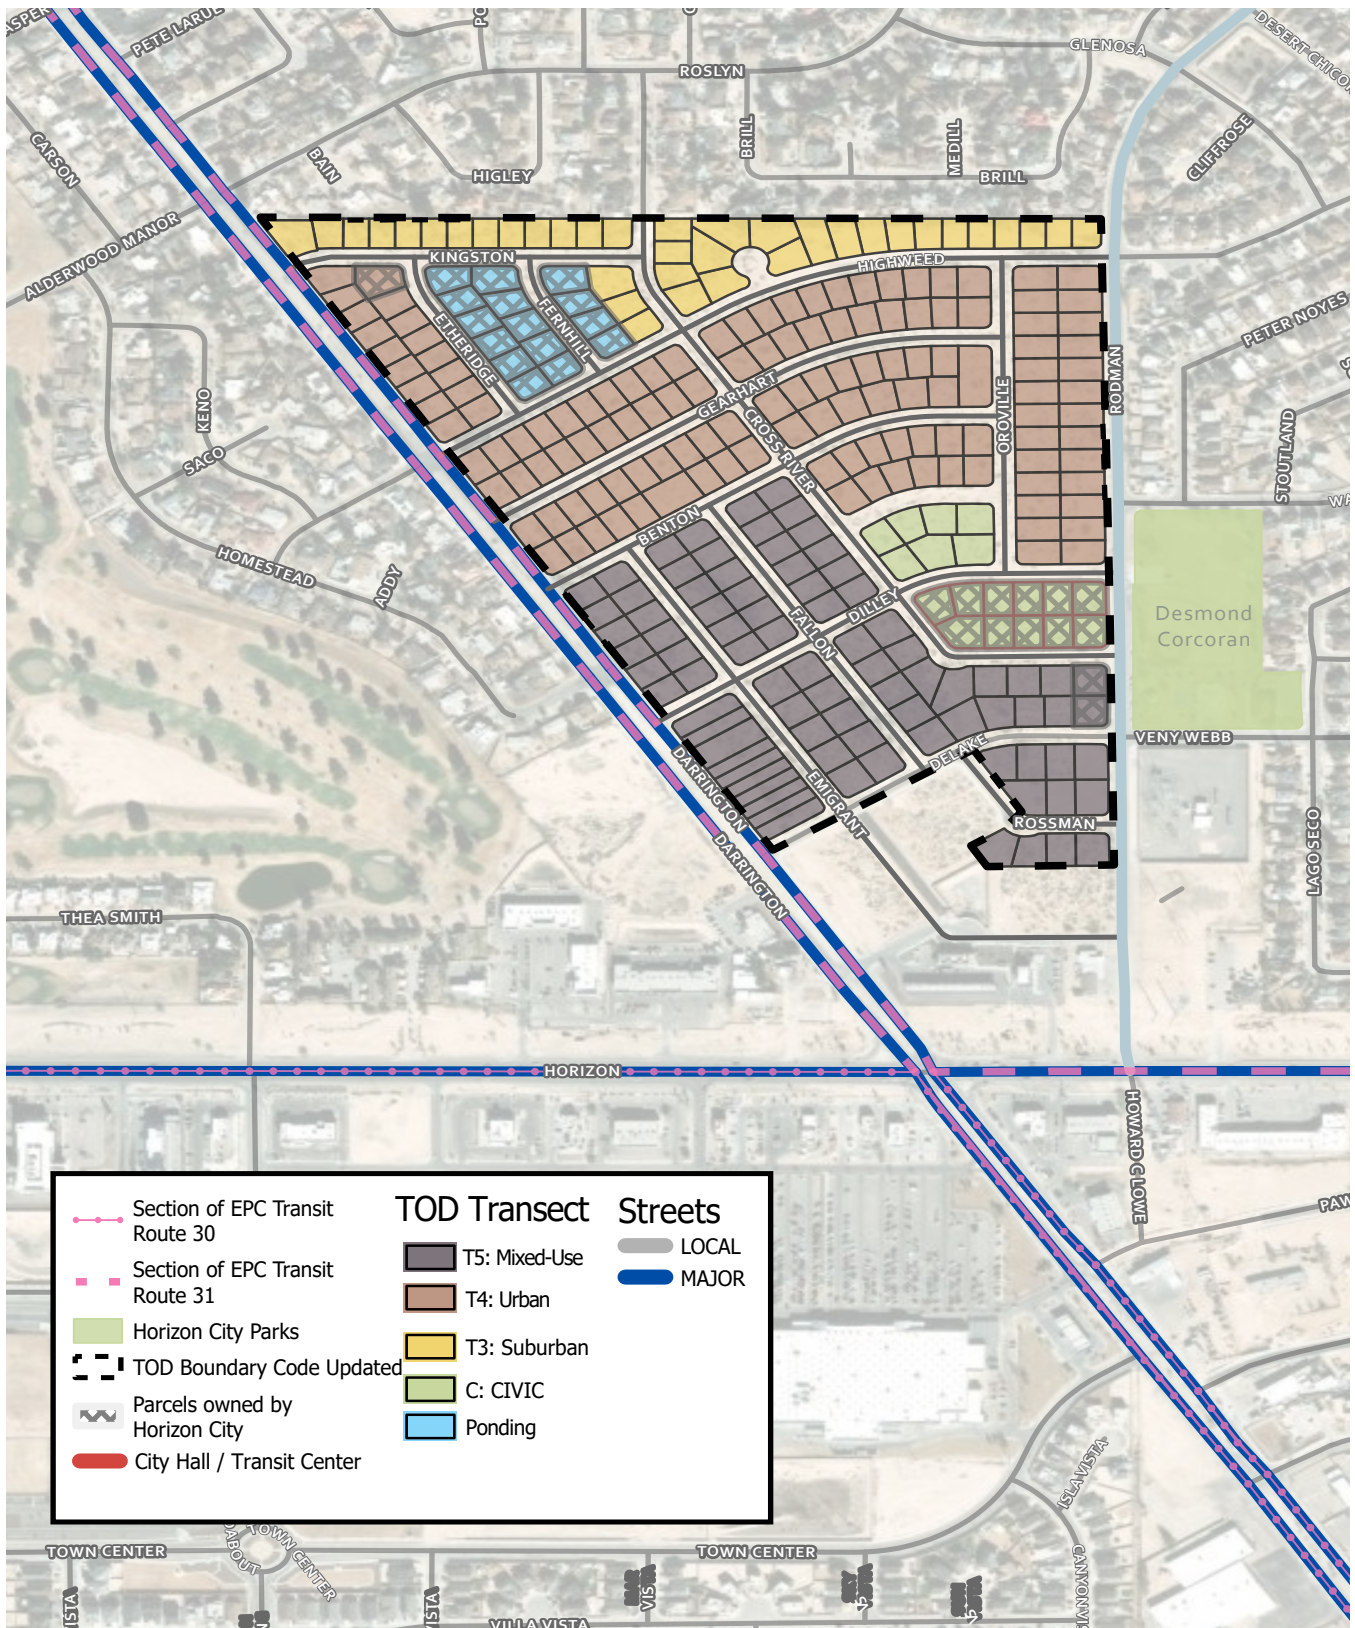 PETE LARUE
GLENOSA
ROSLYN
CARSON
BAIN
BRILL
MEDILL
CLIFFROSE
HIGLEY
BRILL
ALDERWOOD MANOR
KINGSTON
HIGHWEED
PETER NOYES
ETHERIDGE
FERNHILL
RODMAN
GEARHART
KENO
CROSS RIVER
OROVILLE
STOUTLAND
SACO
BENTON
HOMESTEAD
ADDY
DILLEY
FALLON
Desmond
Corcoran
VENY WEBB
DELAKE
DARRINGTON
EMIGRANT
ROSSMAN
DARRINGTON
LAGO SECO
THEA SMITH
HORIZON
HOWARD C LOWE
Section of EPC Transit
Route 30
Section of EPC Transit
Route 31
Horizon City Parks
TOD Boundary Code Updated
Parcels owned by
Horizon City
City Hall / Transit Center
TOD Transect
T5: Mixed-Use
T4: Urban
T3: Suburban
C: CIVIC
Ponding
Streets
LOCAL
MAJOR
ISLA VISTA
TOWN CENTER
TOWN CENTER
TOWN CENTER
VISTA
VISTA
VILLA VISTA